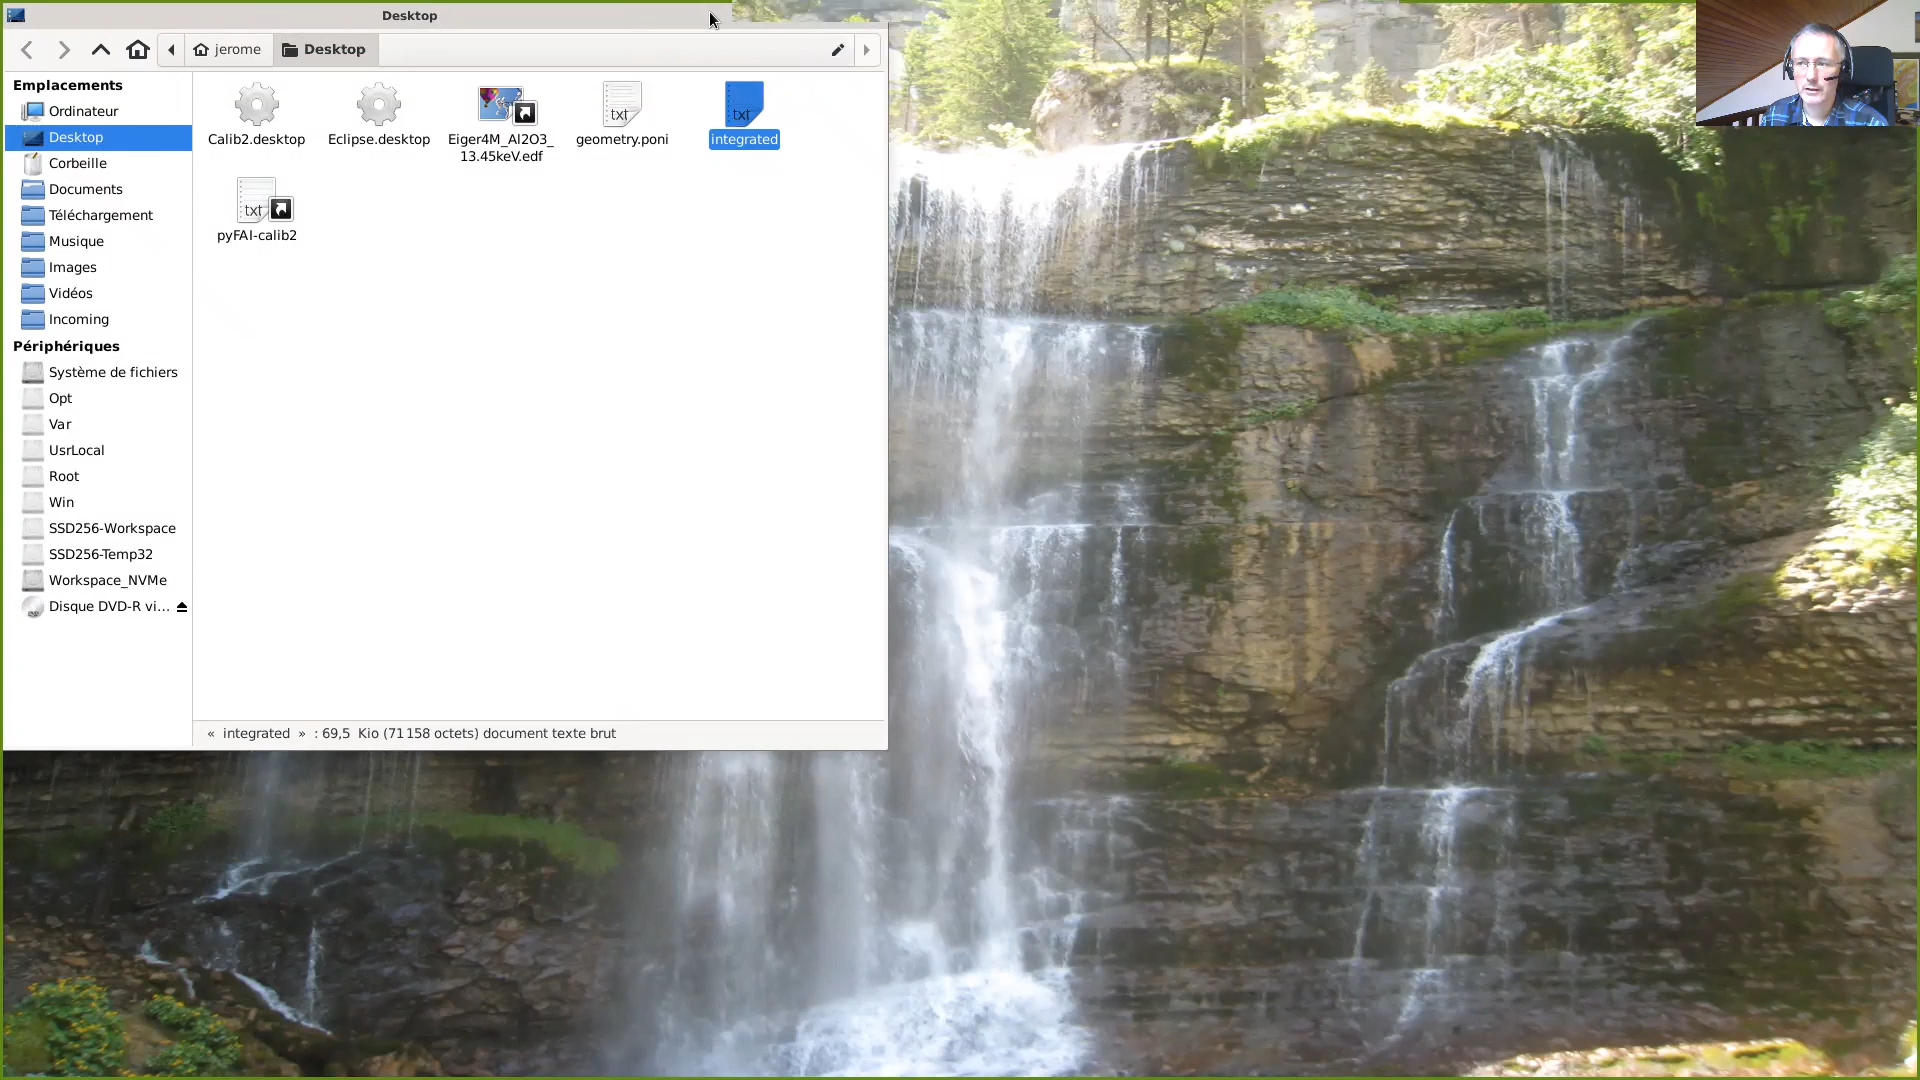 Desktop
jerome
Desktop
Emplacements
Ordinateur
Desktop
Corbeille
Documents
Téléchargement
Musique
Images
Vidéos
Incoming
Périphériques
Système de fichiers
Opt
Var
UsrLocal
Root
Win
SSD256-Workspace
SSD256-Temp32
Workspace_NVMe
Disque DVD-R vi...
Calib2.desktop
Eclipse.desktop
Eiger4M_Al2O3_
13.45keV.edf
txt
geometry.poni
txt
integrated
txt
pyFAI-calib2
« integrated » : 69,5 Kio (71 158 octets) document texte brut